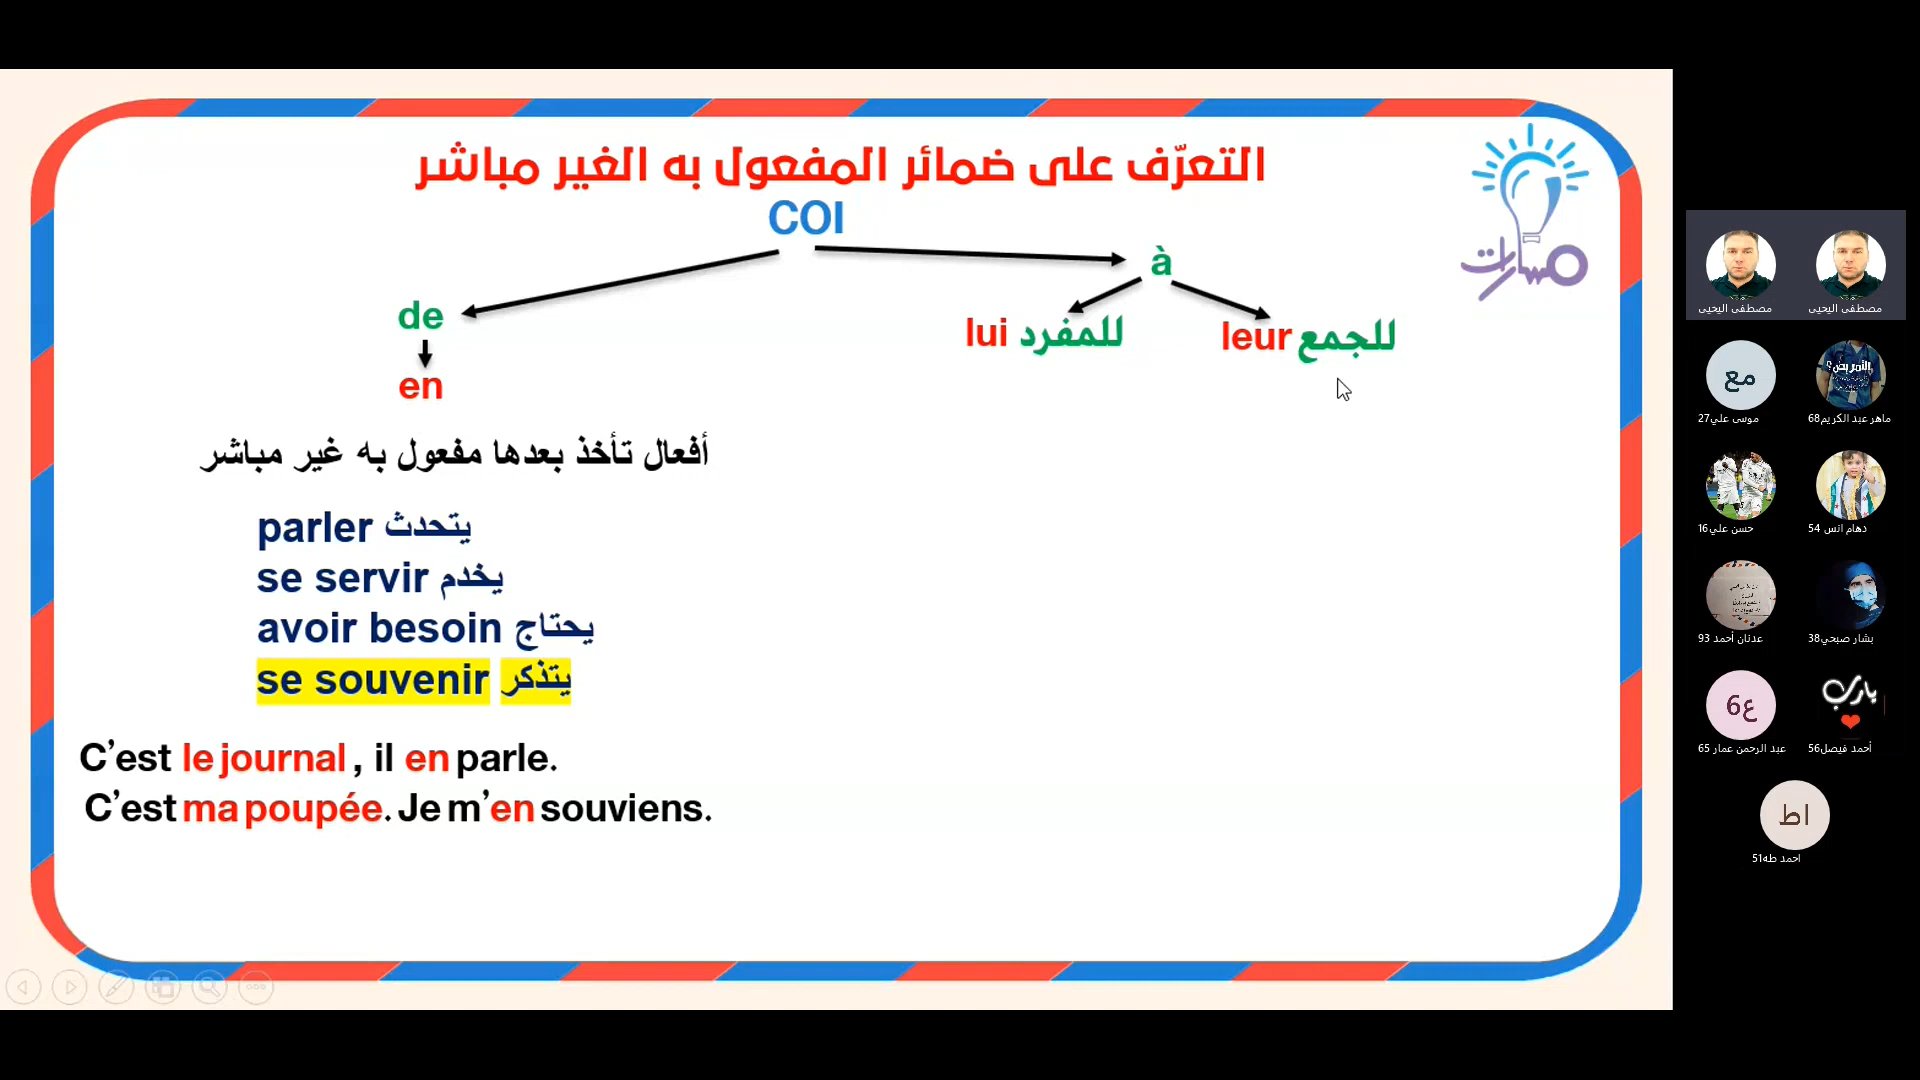 التعرّف على ضمائر المفعول به الغير مباشر
COI
à
de
lui للمفرد
leur للجمع
en
أفعال تأخذ بعدها مفعول به غير مباشر
parler يتحدث
se servir يخدم
avoir besoin يحتاج
se souvenir يتذكر
C’est le journal , il en parle.
C’est ma poupée. Je m’en souviens.
مسارات
مصطفى اليحيى
مصطفى اليحيى
مع
موسى علي27
ماهر عبد الكريم68
حسن علي16
دهام انس 54
عدنان أحمد 93
بشار صبحي38
ع6
عبد الرحمن عمار 65
يارب
أحمد فيصل56
اط
احمد طه51